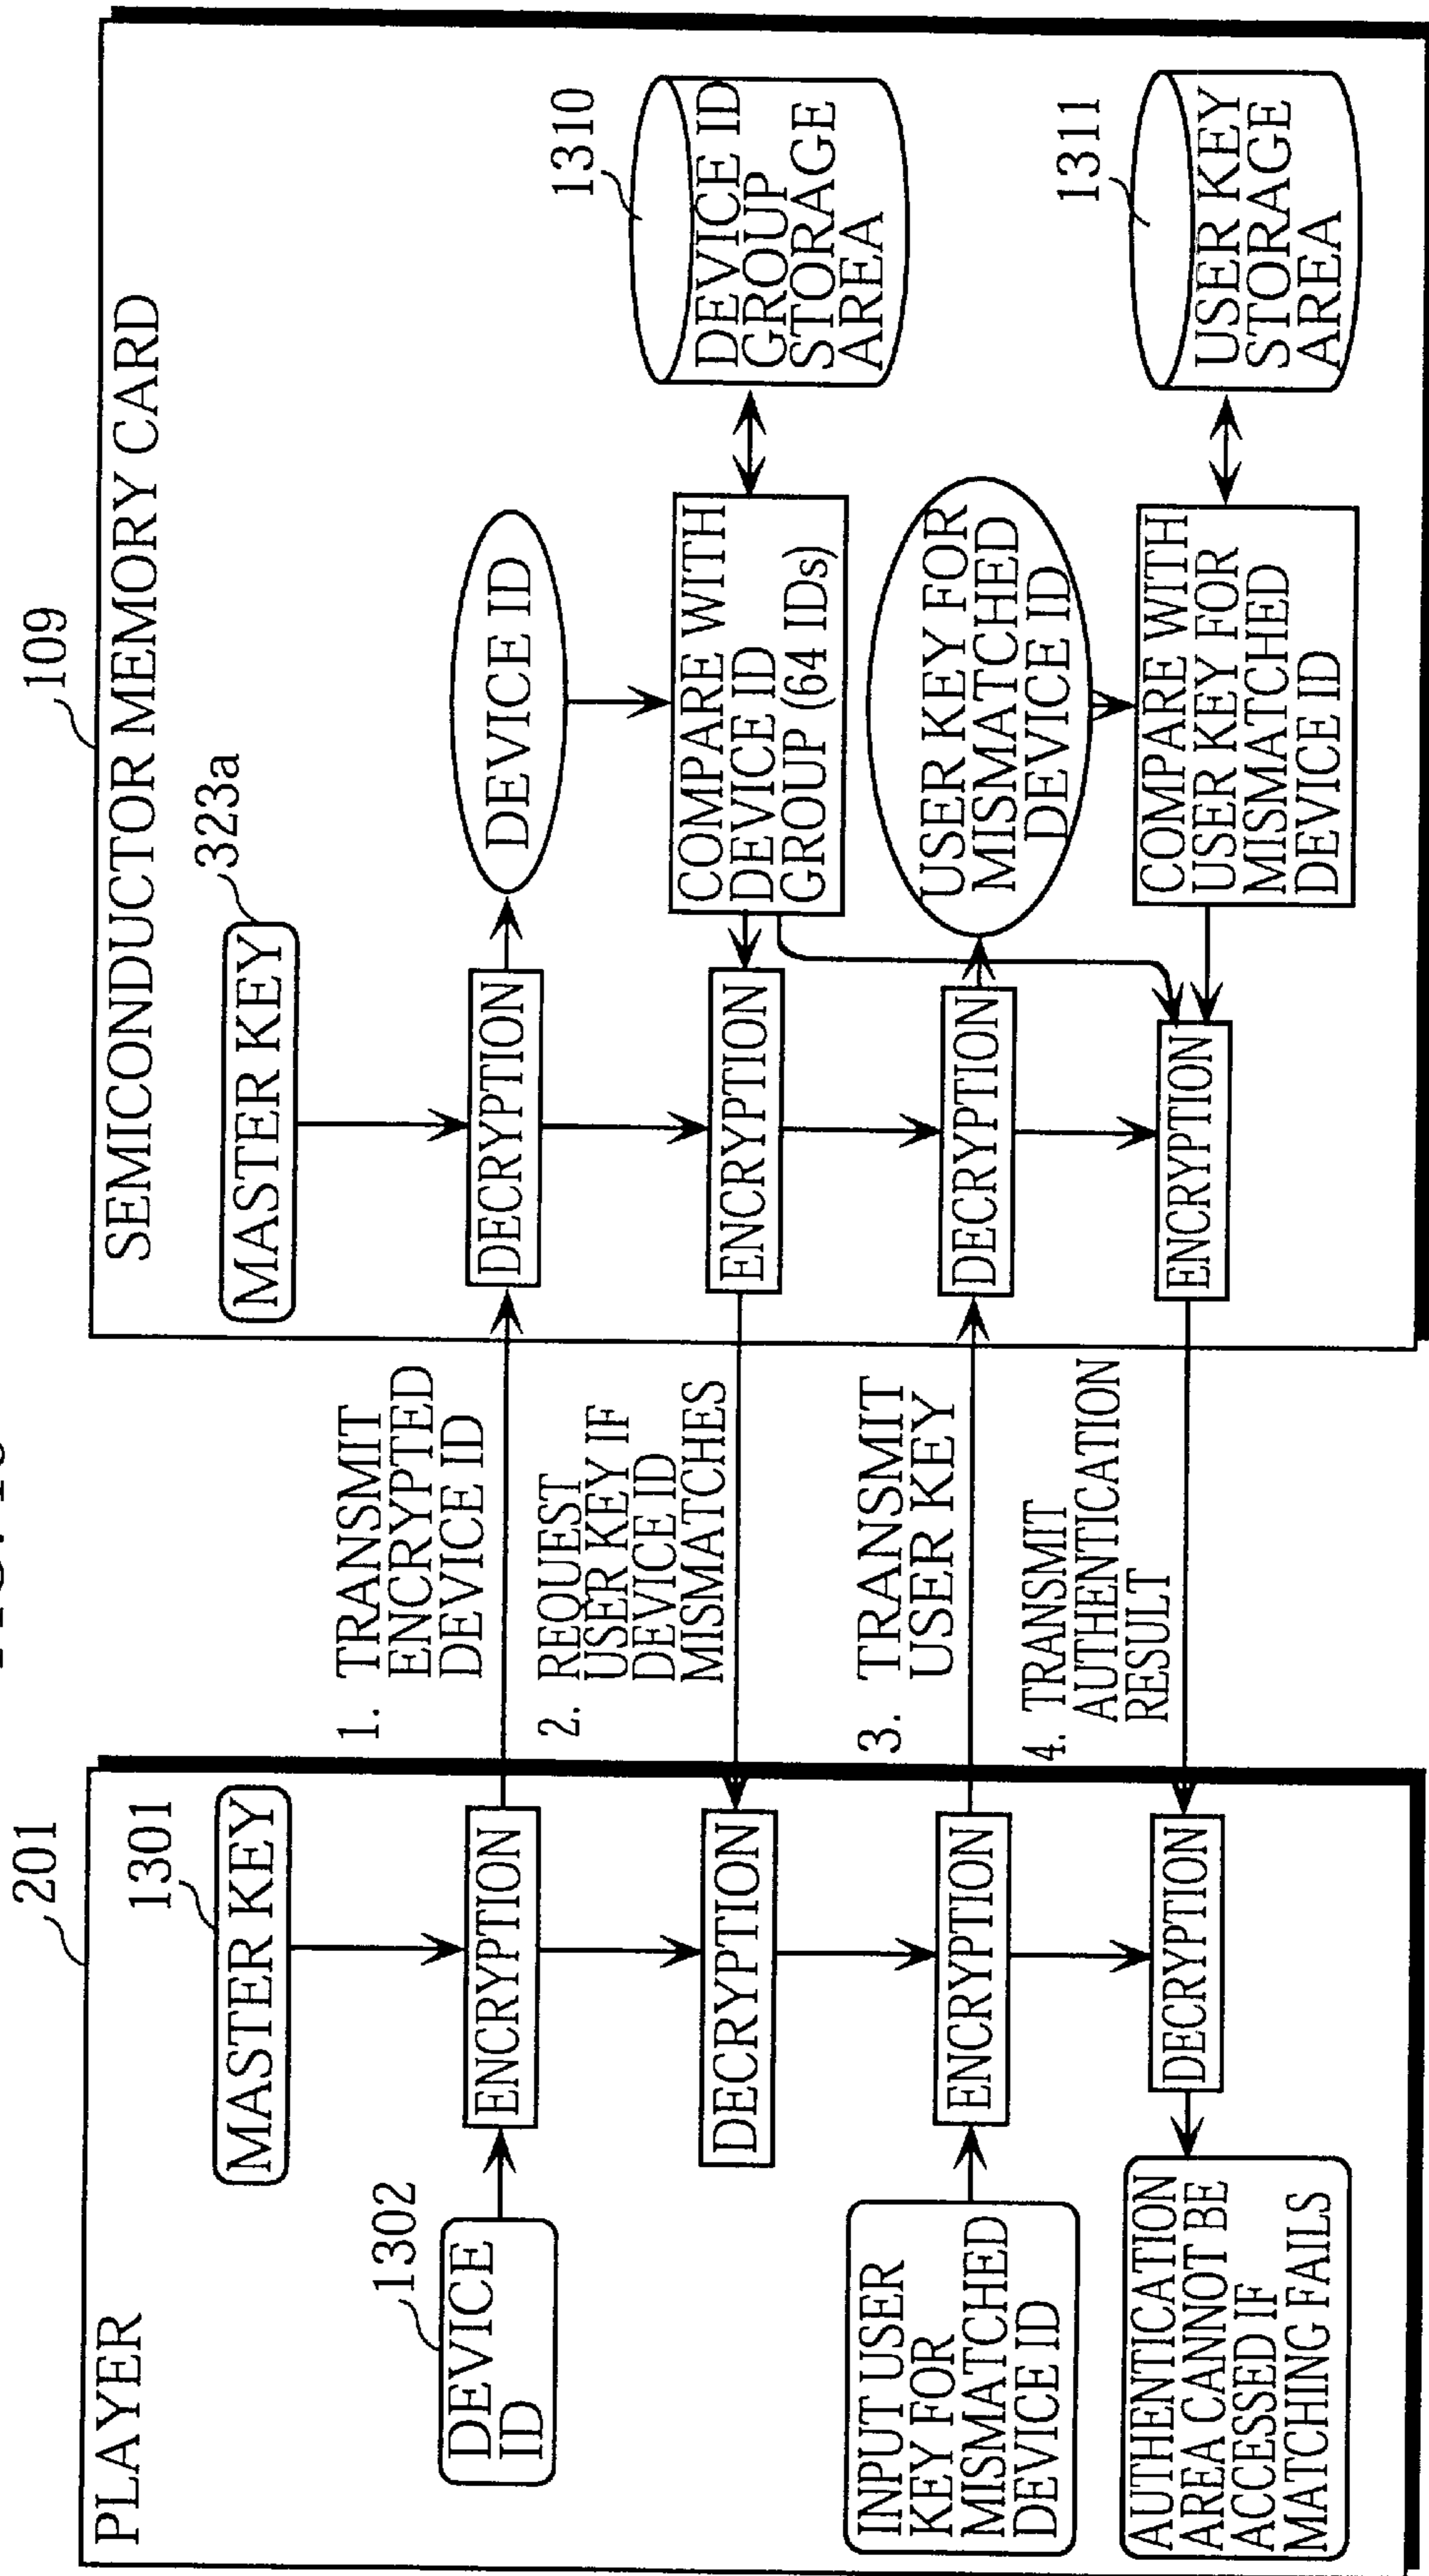 201
PLAYER
1301
MASTER KEY
1302
DEVICE
ID
ENCRYPTION
DECRYPTION
INPUT USER
KEY FOR
MISMATCHED
DEVICE ID
ENCRYPTION
DECRYPTION
AUTHENTICATION
AREA CANNOT BE
ACCESSED IF
MATCHING FAILS
1. TRANSMIT
ENCRYPTED
DEVICE ID
2. REQUEST
USER KEY IF
DEVICE ID
MISMATCHES
3. TRANSMIT
USER KEY
4. TRANSMIT
AUTHENTICATION
RESULT
109
SEMICONDUCTOR MEMORY CARD
323a
MASTER KEY
DECRYPTION
DEVICE ID
ENCRYPTION
COMPARE WITH
DEVICE ID
GROUP (64 IDs)
1310
DEVICE ID
GROUP
STORAGE
AREA
DECRYPTION
USER KEY FOR
MISMATCHED
DEVICE ID
ENCRYPTION
COMPARE WITH
USER KEY FOR
MISMATCHED
DEVICE ID
1311
USER KEY
STORAGE
AREA